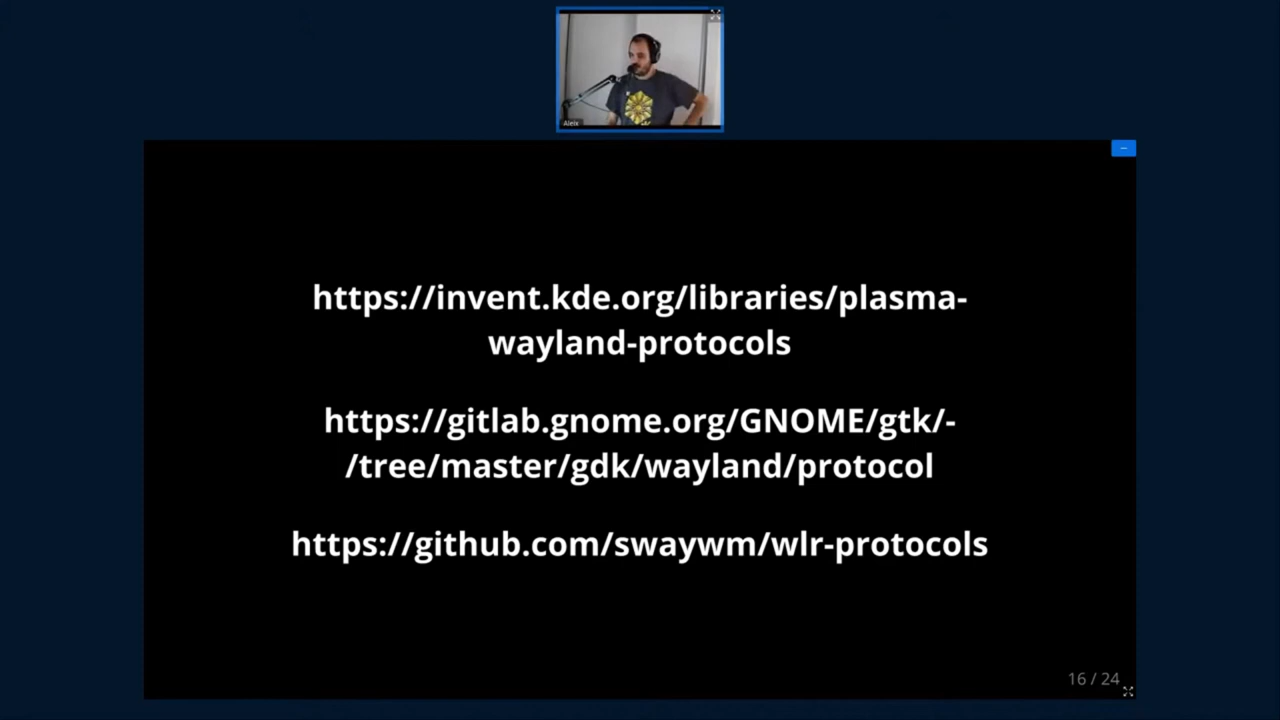 Aleix
https://invent.kde.org/libraries/plasma-
wayland-protocols
https://gitlab.gnome.org/GNOME/gtk/-
/tree/master/gdk/wayland/protocol
https://github.com/swaywm/wlr-protocols
16 / 24